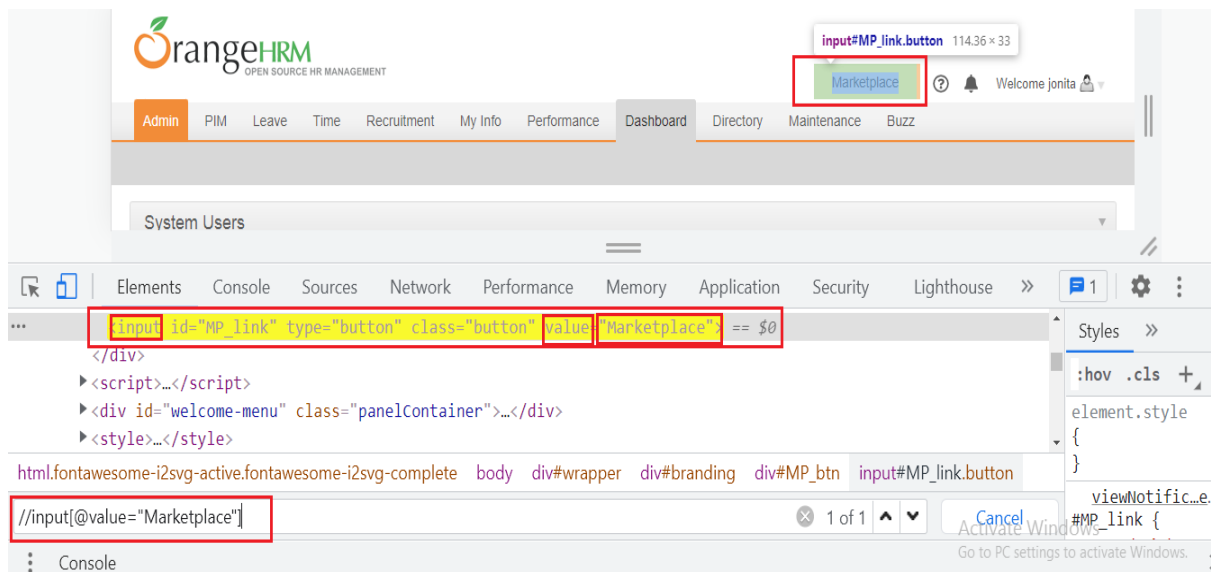 OrangeHRM
OPEN SOURCE HR MANAGEMENT
input#MP_link.button 114.36 × 33
Marketplace
Welcome jonita
Admin PIM Leave Time Recruitment My Info Performance Dashboard Directory Maintenance Buzz
System Users
Elements Console Sources Network Performance Memory Application Security Lighthouse » 1
<input id="MP_link" type="button" class="button" value="Marketplace"> == $0
</div>
<script>…</script>
<div id="welcome-menu" class="panelContainer">…</div>
<style>…</style>
html.fontawesome-i2svg-active.fontawesome-i2svg-complete body div#wrapper div#branding div#MP_btn input#MP_link.button
//input[@value="Marketplace"]
1 of 1
Cancel
Styles »
:hov .cls +
element.style
{
}
viewNotific…e.
#MP_link {
Activate Windows
Go to PC settings to activate Windows.
Console